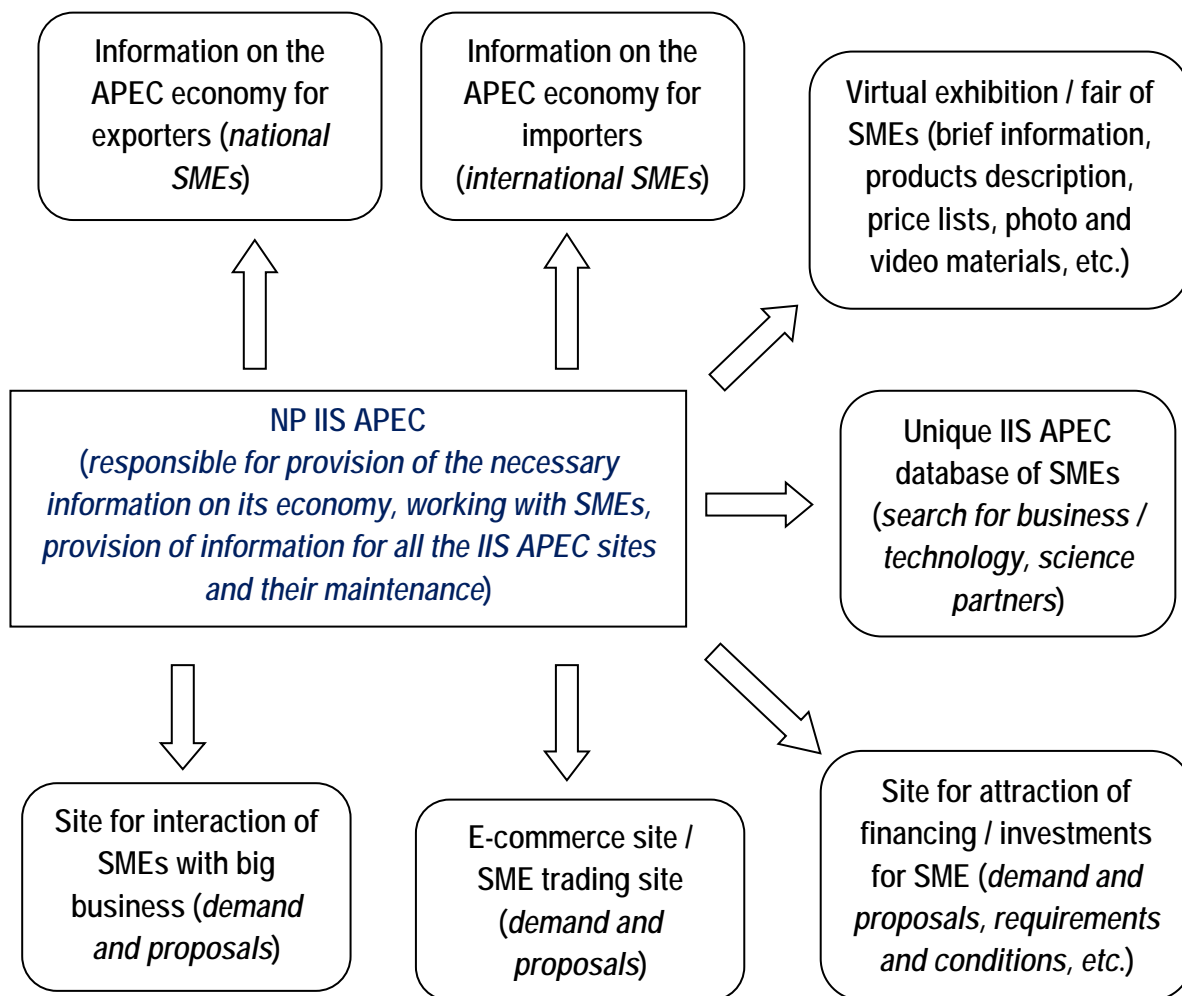 Information on the
APEC economy for
exporters (national
SMEs)
Information on the
APEC economy for
importers
(international SMEs)
Virtual exhibition / fair of
SMEs (brief information,
products description,
price lists, photo and
video materials, etc.)
NP IIS APEC
(responsible for provision of the necessary
information on its economy, working with SMEs,
provision of information for all the IIS APEC sites
and their maintenance)
Unique IIS APEC
database of SMEs
(search for business /
technology, science
partners)
Site for interaction of
SMEs with big
business (demand
and proposals)
E-commerce site /
SME trading site
(demand and
proposals)
Site for attraction of
financing / investments
for SME (demand and
proposals, requirements
and conditions, etc.)